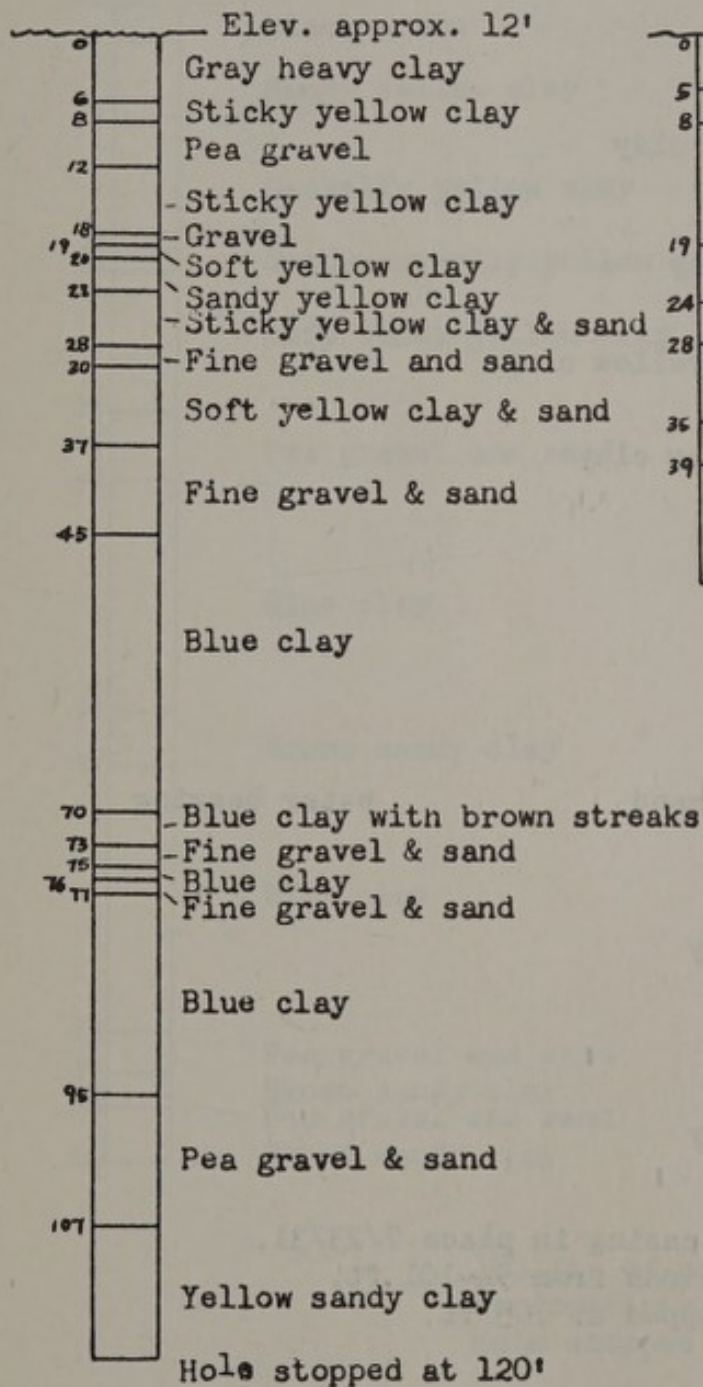 Elev. approx. 12'
0
Gray heavy clay
6
Sticky yellow clay
8
Pea gravel
12
Sticky yellow clay
18
Gravel
19
Soft yellow clay
20
Sandy yellow clay
23
Sticky yellow clay & sand
28
Fine gravel and sand
30
Soft yellow clay & sand
37
Fine gravel & sand
45
Blue clay
70
Blue clay with brown streaks
73
Fine gravel & sand
75
Blue clay
76
Fine gravel & sand
77
Blue clay
95
Pea gravel & sand
107
Yellow sandy clay
Hole stopped at 120'
0
5
8
19
24
28
36
39